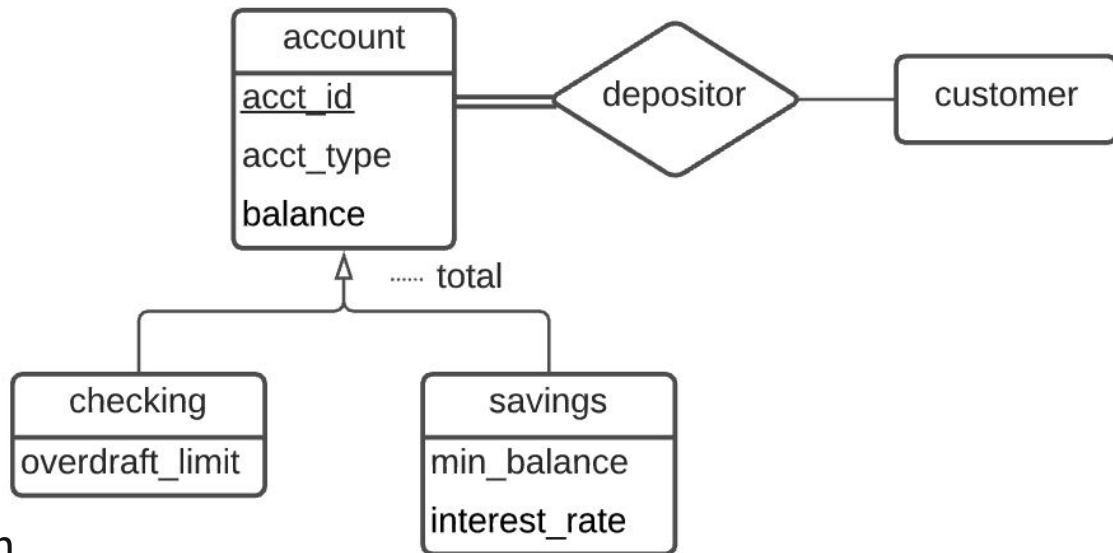 account
acct_id
acct_type
balance
depositor
customer
...... total
checking
overdraft_limit
savings
min_balance
interest_rate